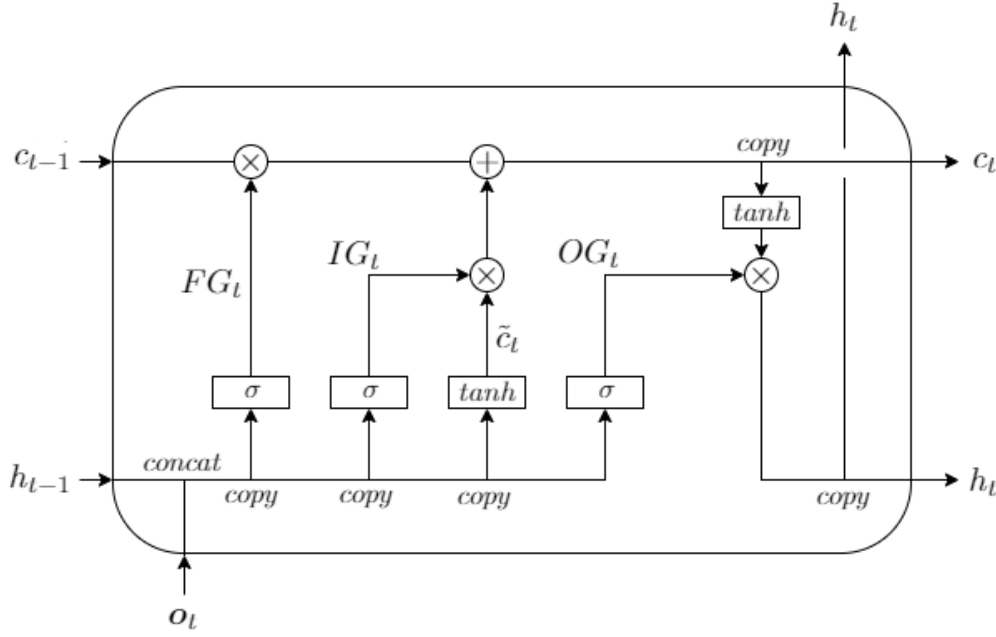 h_t
c_{t-1} × + copy c_t
tanh
FG_t IG_t × OG_t ×
\tilde{c}_t
σ σ tanh σ
h_{t-1} concat copy copy copy copy h_t
o_t